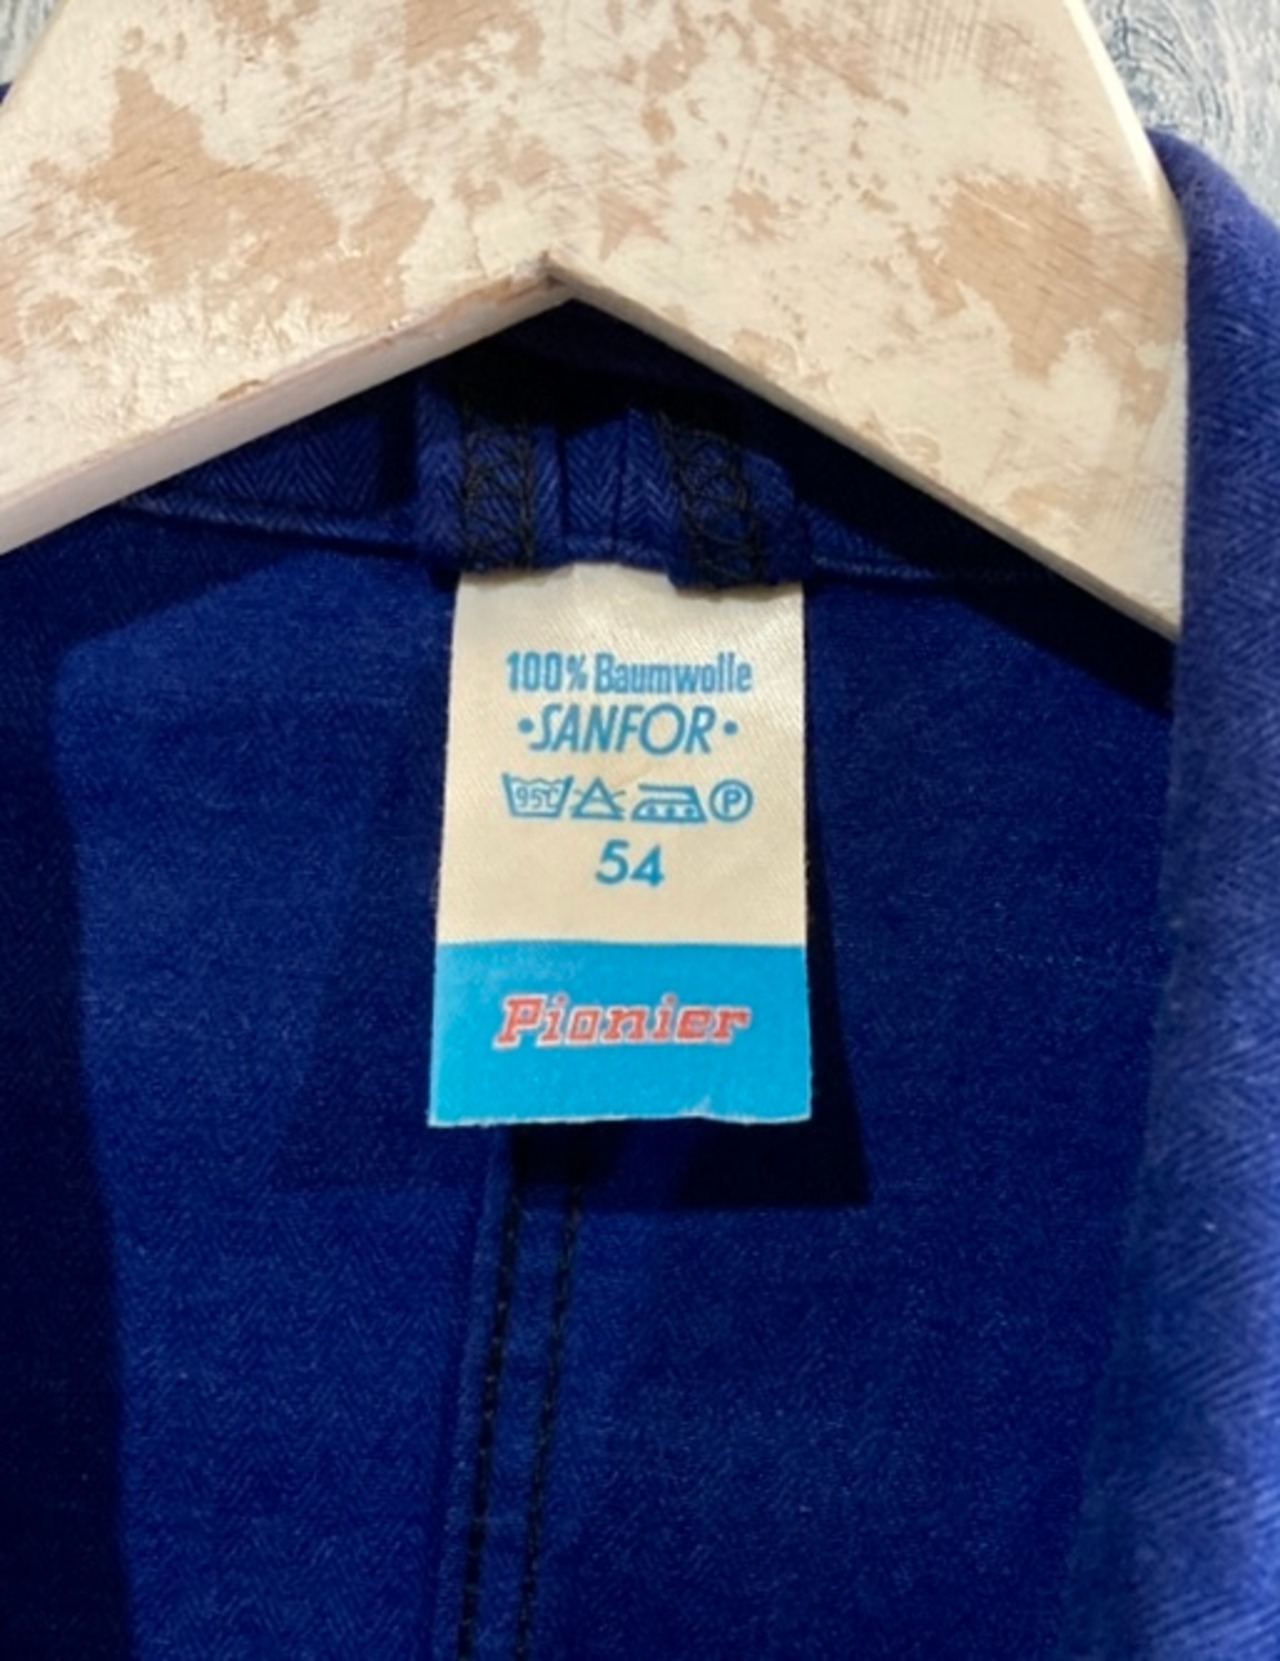 100% Baumwolle
•SANFOR•
95°C P
54
Pionier